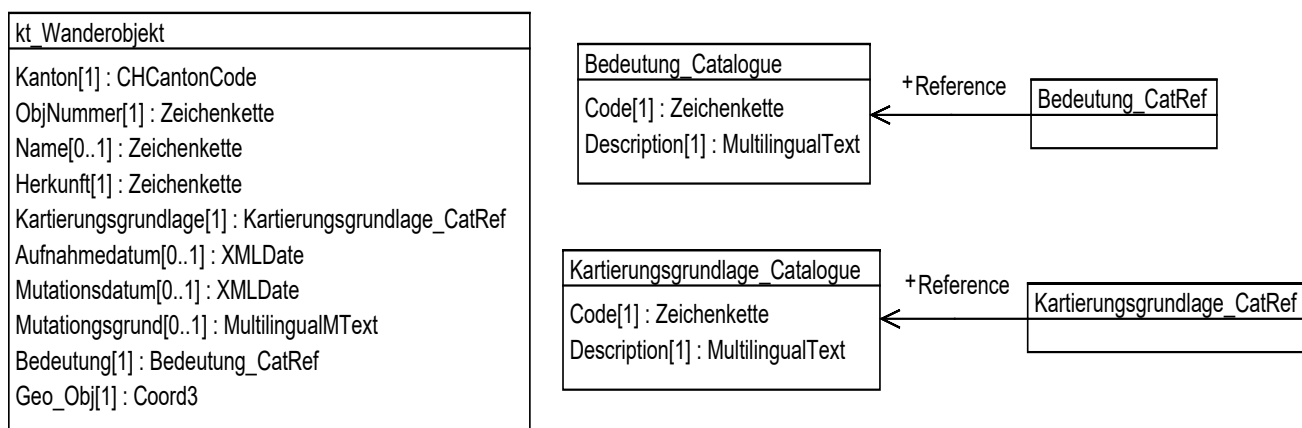 kt_Wanderobjekt
Kanton[1] : CHCantonCode
ObjNummer[1] : Zeichenkette
Name[0..1] : Zeichenkette
Herkunft[1] : Zeichenkette
Kartierungsgrundlage[1] : Kartierungsgrundlage_CatRef
Aufnahmedatum[0..1] : XMLDate
Mutationsdatum[0..1] : XMLDate
Mutationgsgrund[0..1] : MultilingualMText
Bedeutung[1] : Bedeutung_CatRef
Geo_Obj[1] : Coord3
Bedeutung_Catalogue
Code[1] : Zeichenkette
Description[1] : MultilingualText
+Reference
Bedeutung_CatRef
Kartierungsgrundlage_Catalogue
Code[1] : Zeichenkette
Description[1] : MultilingualText
+Reference
Kartierungsgrundlage_CatRef